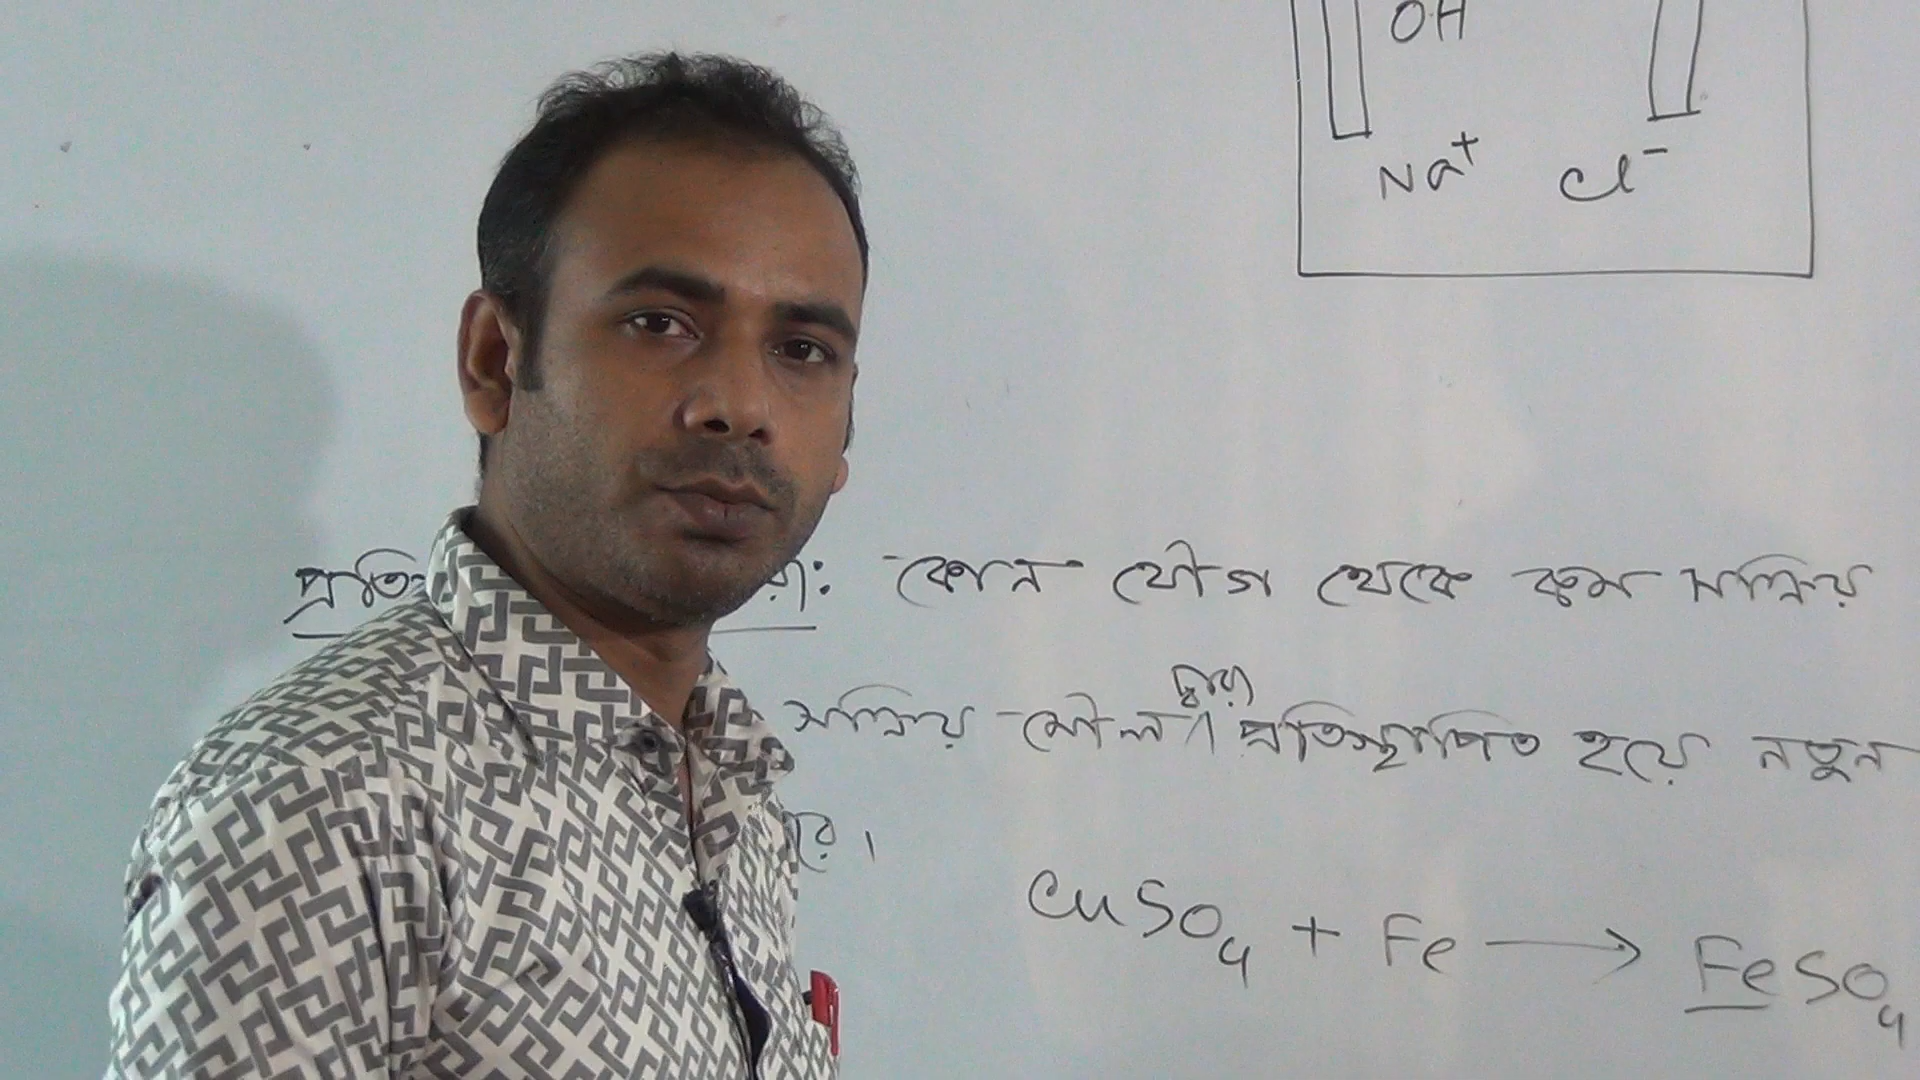 OH
Na⁺ Cl⁻
প্রতি রা: কোন যৌগ থেকে কম সক্রিয়
সক্রিয় মৌল দ্বারা প্রতিস্থাপিত হয়ে নতুন
রে।
CuSO₄ + Fe → FeSO₄